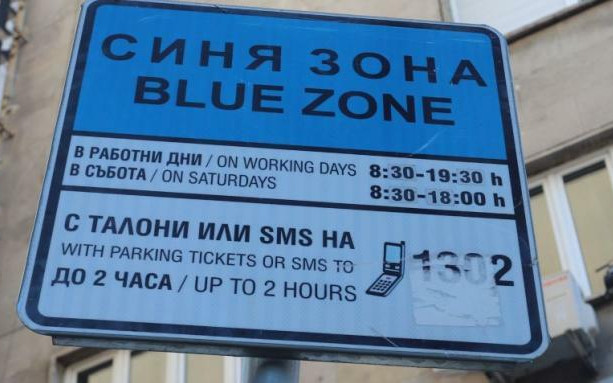 СИНЯ ЗОНА
BLUE ZONE
В РАБОТНИ ДНИ / ON WORKING DAYS 8:30-19:30 h
В СЪБОТА / ON SATURDAYS 8:30-18:00 h
С ТАЛОНИ ИЛИ SMS НА
WITH PARKING TICKETS OR SMS TO 1302
ДО 2 ЧАСА / UP TO 2 HOURS